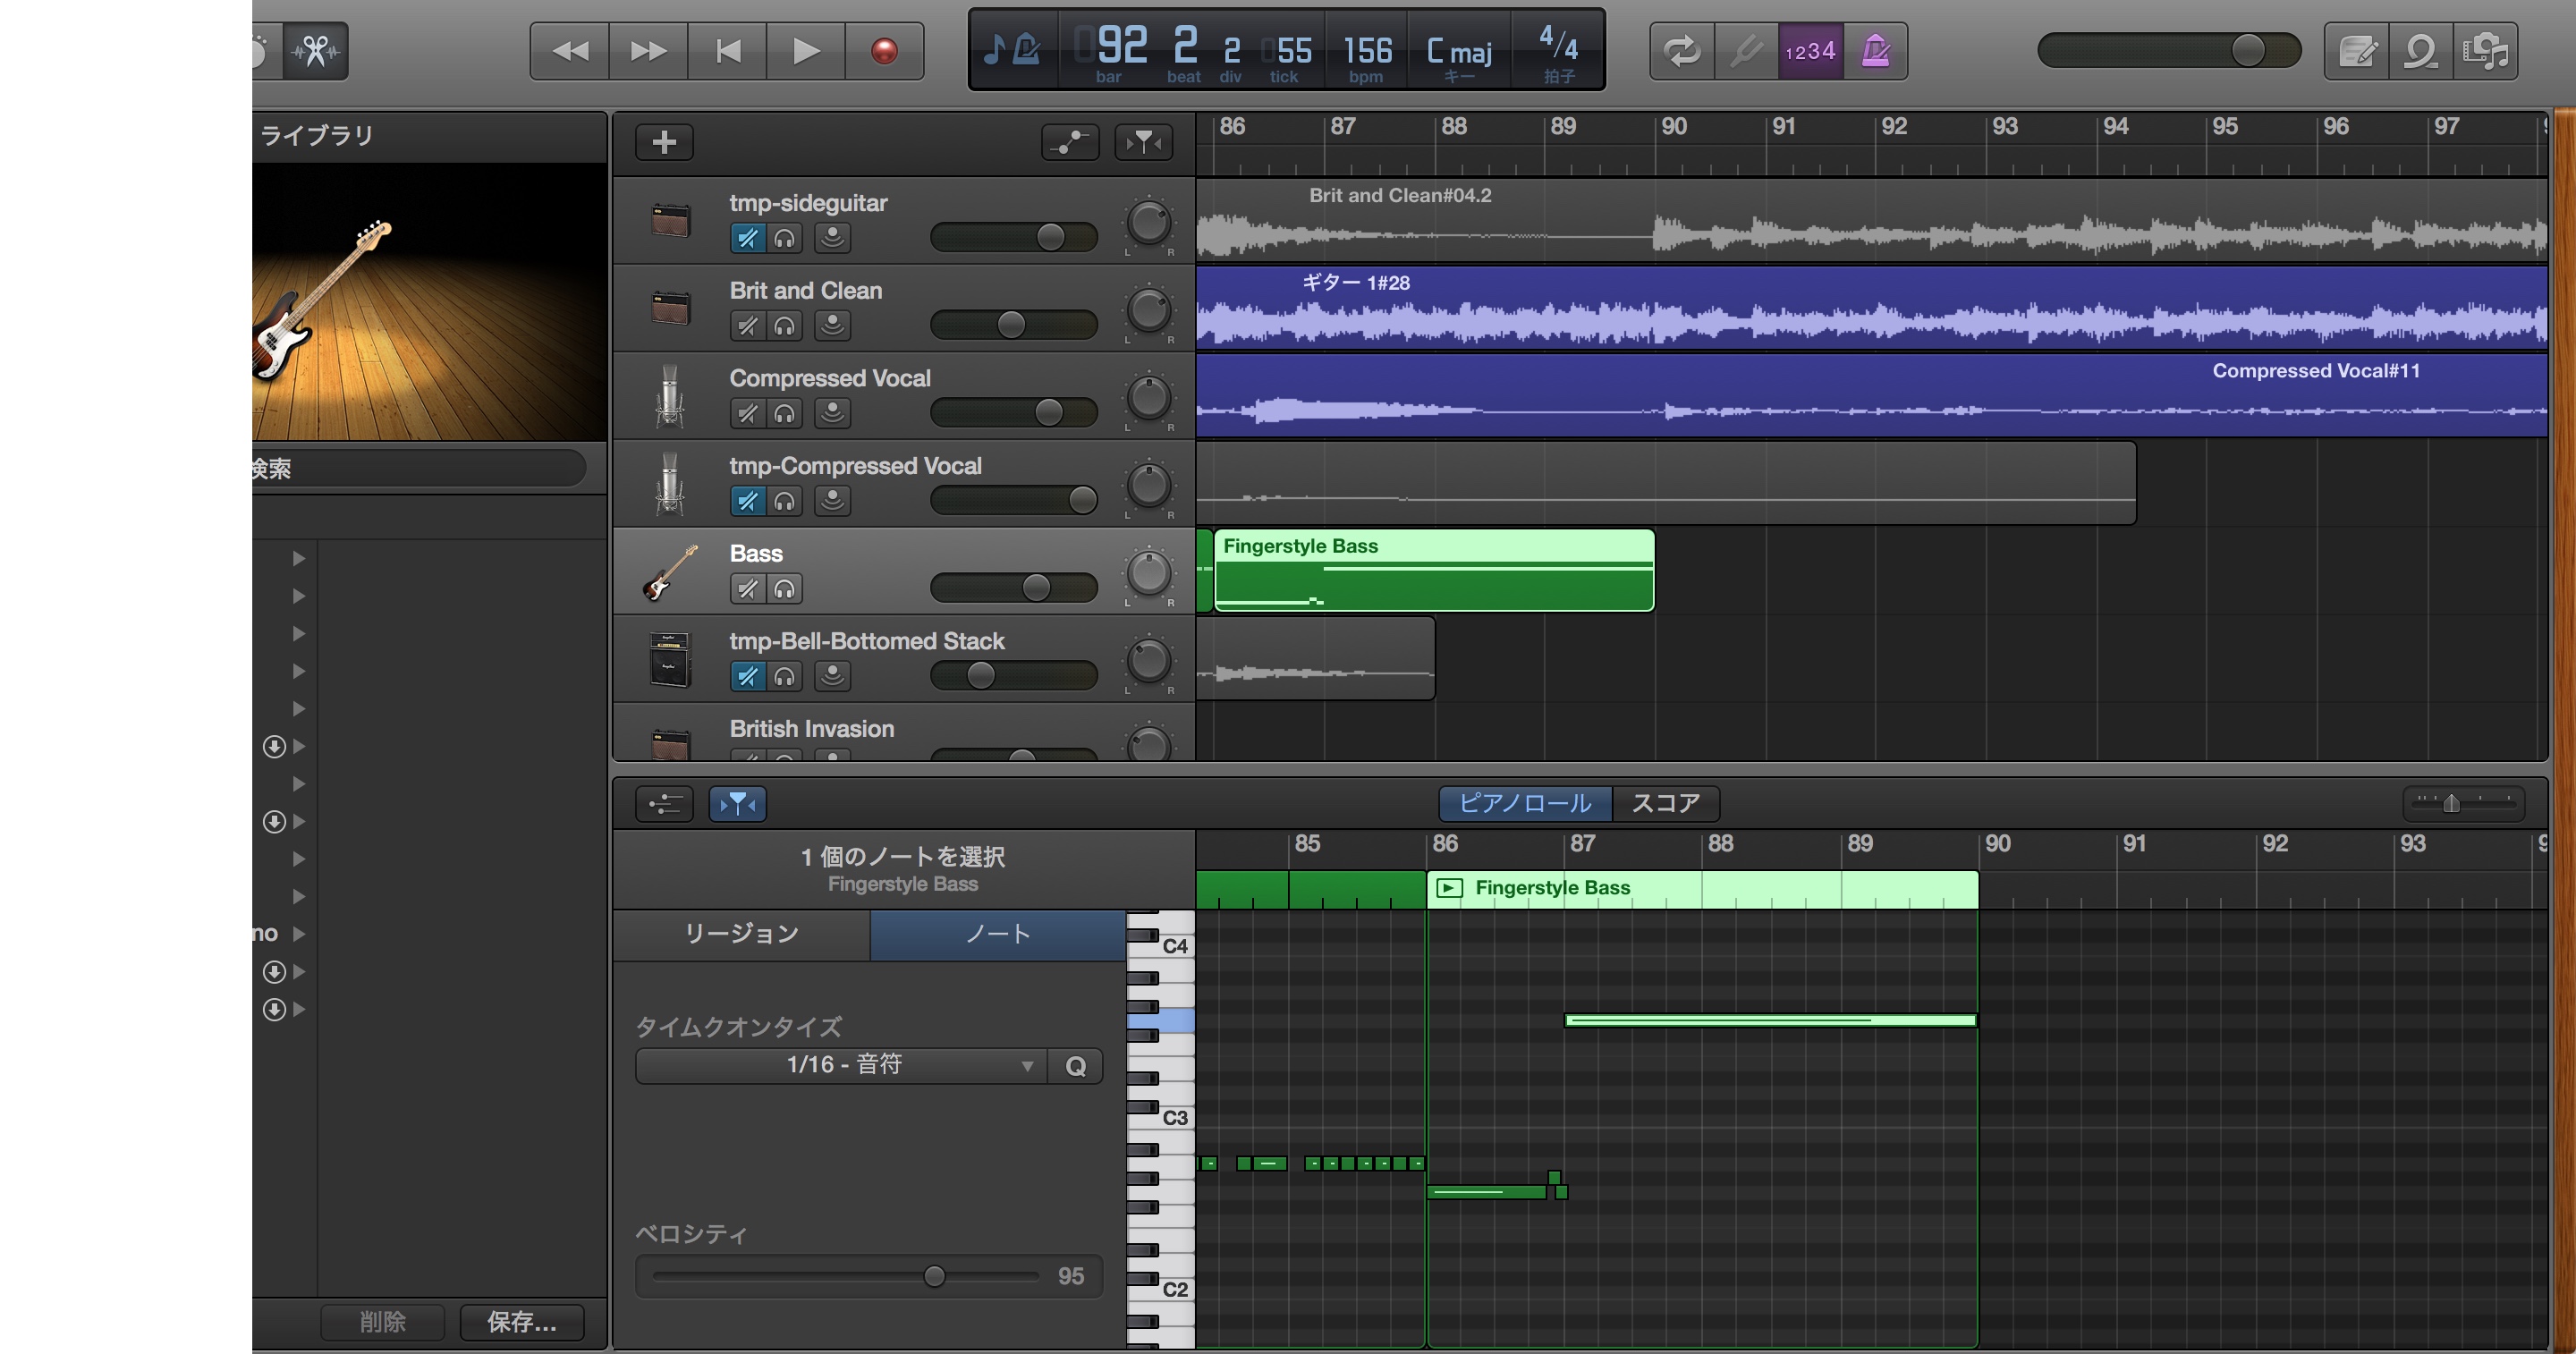 092 2 2 055 156 C maj 4/4
bar beat div tick bpm キー 拍子
1234
ライブラリ
検索
no
削除 保存...
86 87 88 89 90 91 92 93 94 95 96 97
tmp-sideguitar
L R
Brit and Clean#04.2
Brit and Clean
L R
ギター 1#28
Compressed Vocal
L R
Compressed Vocal#11
tmp-Compressed Vocal
L R
Bass
L R
Fingerstyle Bass
tmp-Bell-Bottomed Stack
L R
British Invasion
ピアノロール スコア
1 個のノートを選択
Fingerstyle Bass
85 86 87 88 89 90 91 92 93
Fingerstyle Bass
リージョン ノート
タイムクオンタイズ
1/16 - 音符 Q
ベロシティ
95
C4
C3
C2